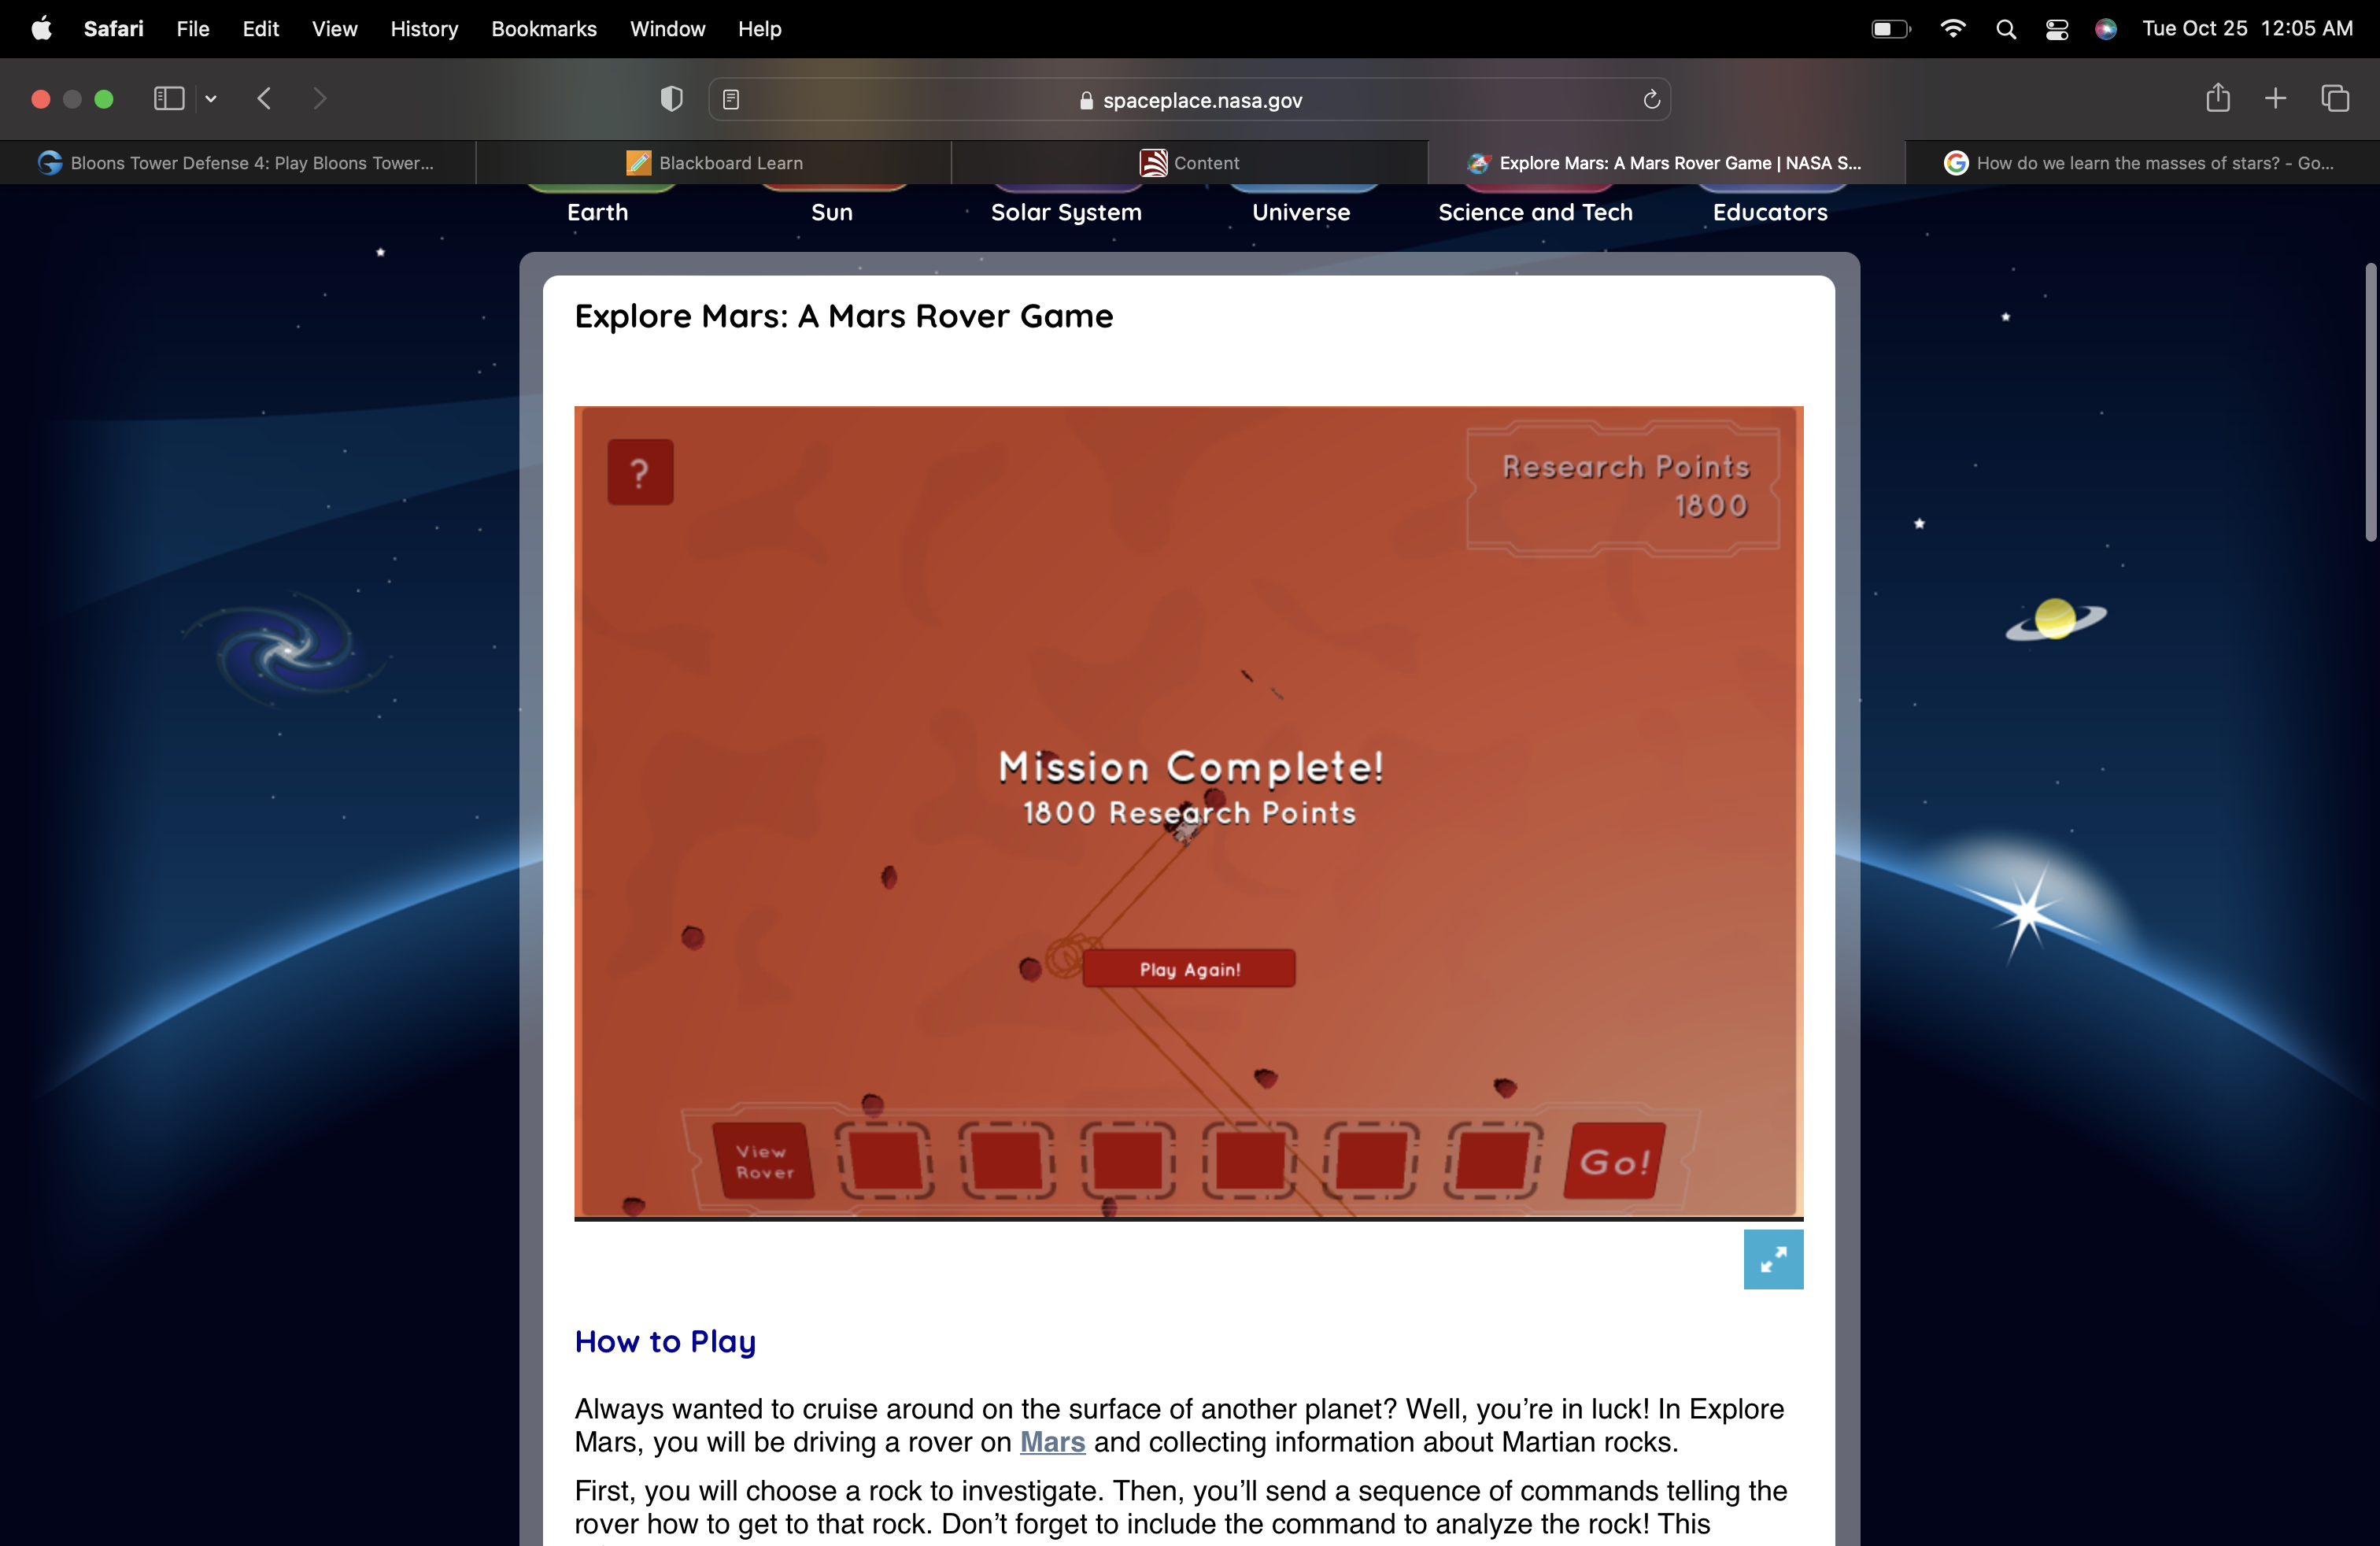 Safari File Edit View History Bookmarks Window Help Tue Oct 25 12:05 AM
spaceplace.nasa.gov
Bloons Tower Defense 4: Play Bloons Tower... Blackboard Learn Content Explore Mars: A Mars Rover Game | NASA S... How do we learn the masses of stars? - Go...
Earth Sun Solar System Universe Science and Tech Educators
Explore Mars: A Mars Rover Game
?
Research Points
1800
Mission Complete!
1800 Research Points
Play Again!
View
Rover
Go!
How to Play
Always wanted to cruise around on the surface of another planet? Well, you’re in luck! In Explore
Mars, you will be driving a rover on Mars and collecting information about Martian rocks.
First, you will choose a rock to investigate. Then, you’ll send a sequence of commands telling the
rover how to get to that rock. Don’t forget to include the command to analyze the rock! This